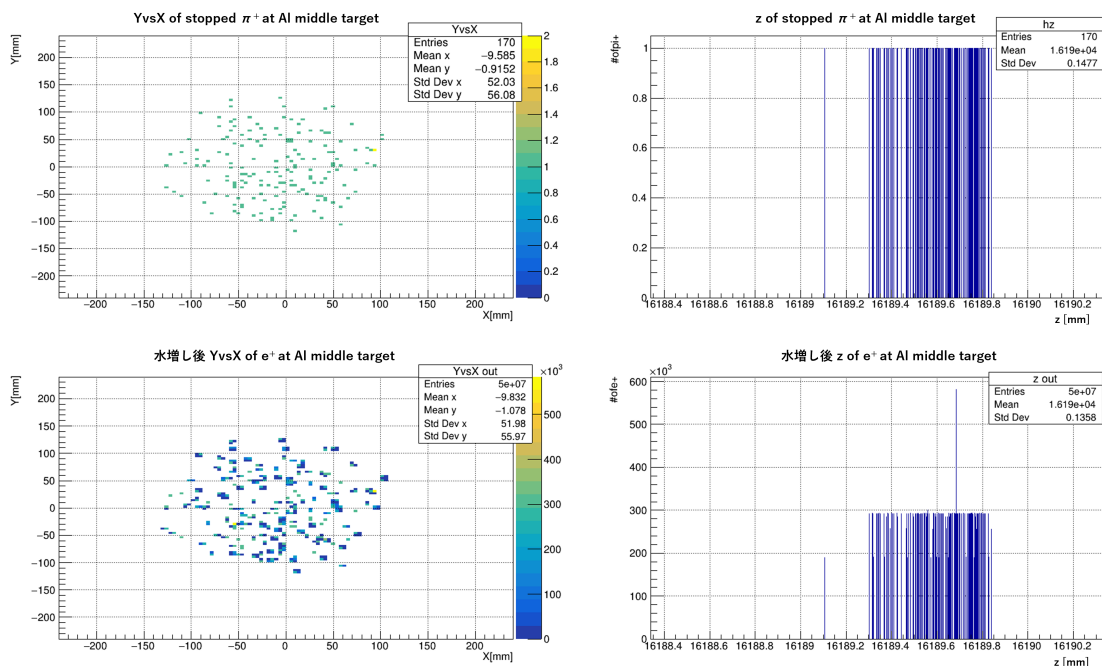 YvsX of stopped π⁺ at Al middle target
Y[mm]
YvsX
Entries 170
Mean x −9.585
Mean y −0.9152
Std Dev x 52.03
Std Dev y 56.08
200
150
100
50
0
−50
−100
−150
−200
−200 −150 −100 −50 0 50 100 150 200
X[mm]
2
1.8
1.6
1.4
1.2
1
0.8
0.6
0.4
0.2
0
z of stopped π⁺ at Al middle target
#ofpi+
hz
Entries 170
Mean 1.619e+04
Std Dev 0.1477
1
0.8
0.6
0.4
0.2
0
16188.4 16188.6 16188.8 16189 16189.2 16189.4 16189.6 16189.8 16190 16190.2
z [mm]
水増し後 YvsX of e⁺ at Al middle target
Y[mm]
YvsX out
Entries 5e+07
Mean x −9.832
Mean y −1.078
Std Dev x 51.98
Std Dev y 55.97
×10³
200
150
100
50
0
−50
−100
−150
−200
−200 −150 −100 −50 0 50 100 150 200
X[mm]
500
400
300
200
100
0
水増し後 z of e⁺ at Al middle target
#ofe+
×10³
z out
Entries 5e+07
Mean 1.619e+04
Std Dev 0.1358
600
500
400
300
200
100
0
16188.4 16188.6 16188.8 16189 16189.2 16189.4 16189.6 16189.8 16190 16190.2
z [mm]